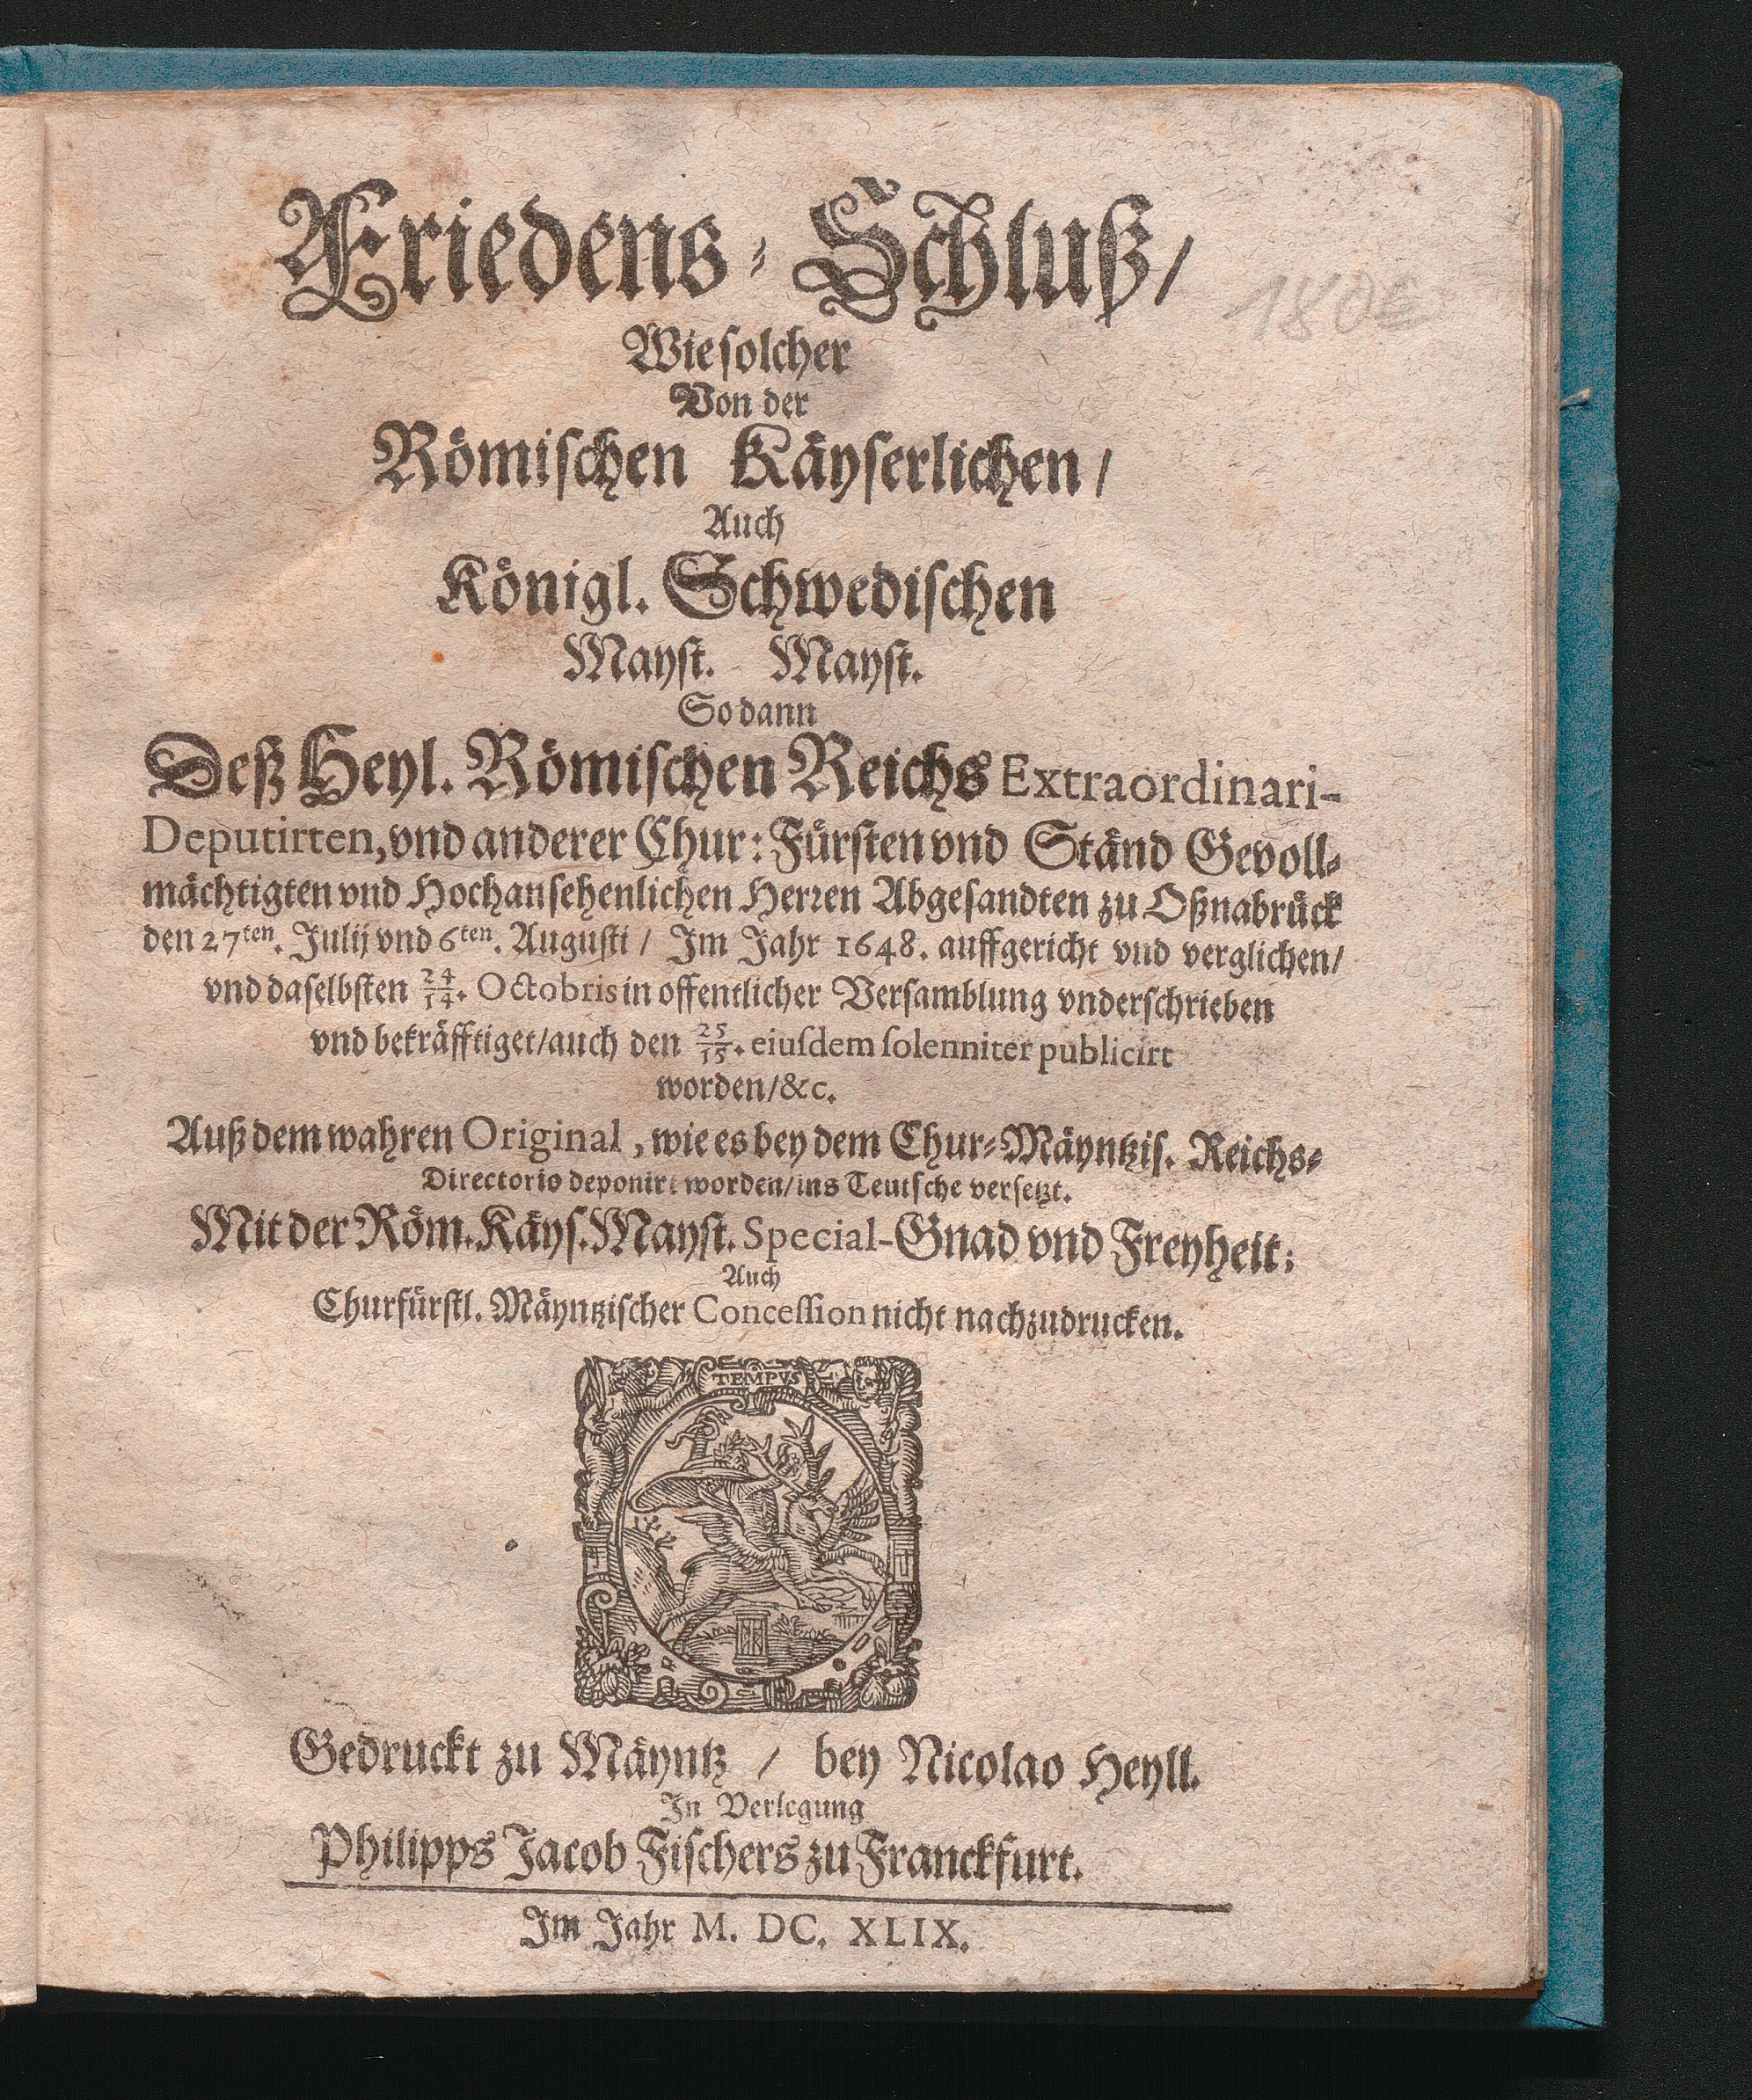 Friedens-Schluß/
180€
Wie solcher
Von der
Römischen Käyserlichen/
Auch
Königl. Schwedischen
Mayst. Mayst.
So dann
Deß Heyl. Römischen Reichs Extraordinari-
Deputirten, vnd anderer Chur: Fürsten vnd Ständ Gevoll-
mächtigten vnd Hochansehenlichen Herren Abgesandten zu Oßnabrück
den 27ten. Julij vnd 6ten. Augusti / Im Jahr 1648. auffgericht vnd verglichen/
vnd daselbsten 24/14. Octobris in offentlicher Versamblung vnderschrieben
vnd bekräfftiget/auch den 25/15. eiusdem solenniter publicirt
worden/&c.
Auß dem wahren Original, wie es bey dem Chur-Mäyntzis. Reichs-
Directorio deponirt worden/ins Teutsche versetzt.
Mit der Röm. Käys. Mayst. Special-Gnad vnd Freyheit;
Auch
Churfürstl. Mäyntzischer Concession nicht nachzudrucken.
TEMPVS
Gedruckt zu Mäyntz / bey Nicolao Heyll.
In Verlegung
Philipps Jacob Fischers zu Franckfurt.
Im Jahr M. DC. XLIX.